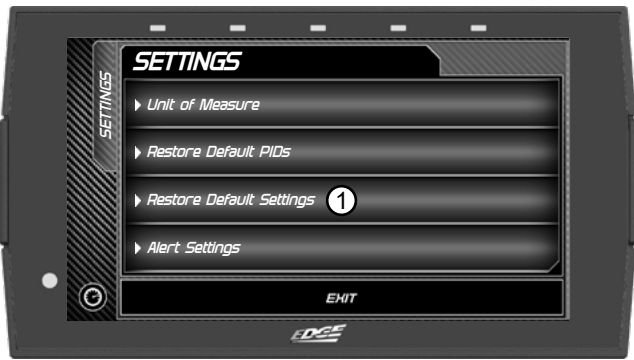 SETTINGS
SETTINGS
Unit of Measure
Restore Default PIDs
Restore Default Settings 1
Alert Settings
EXIT
EDGE